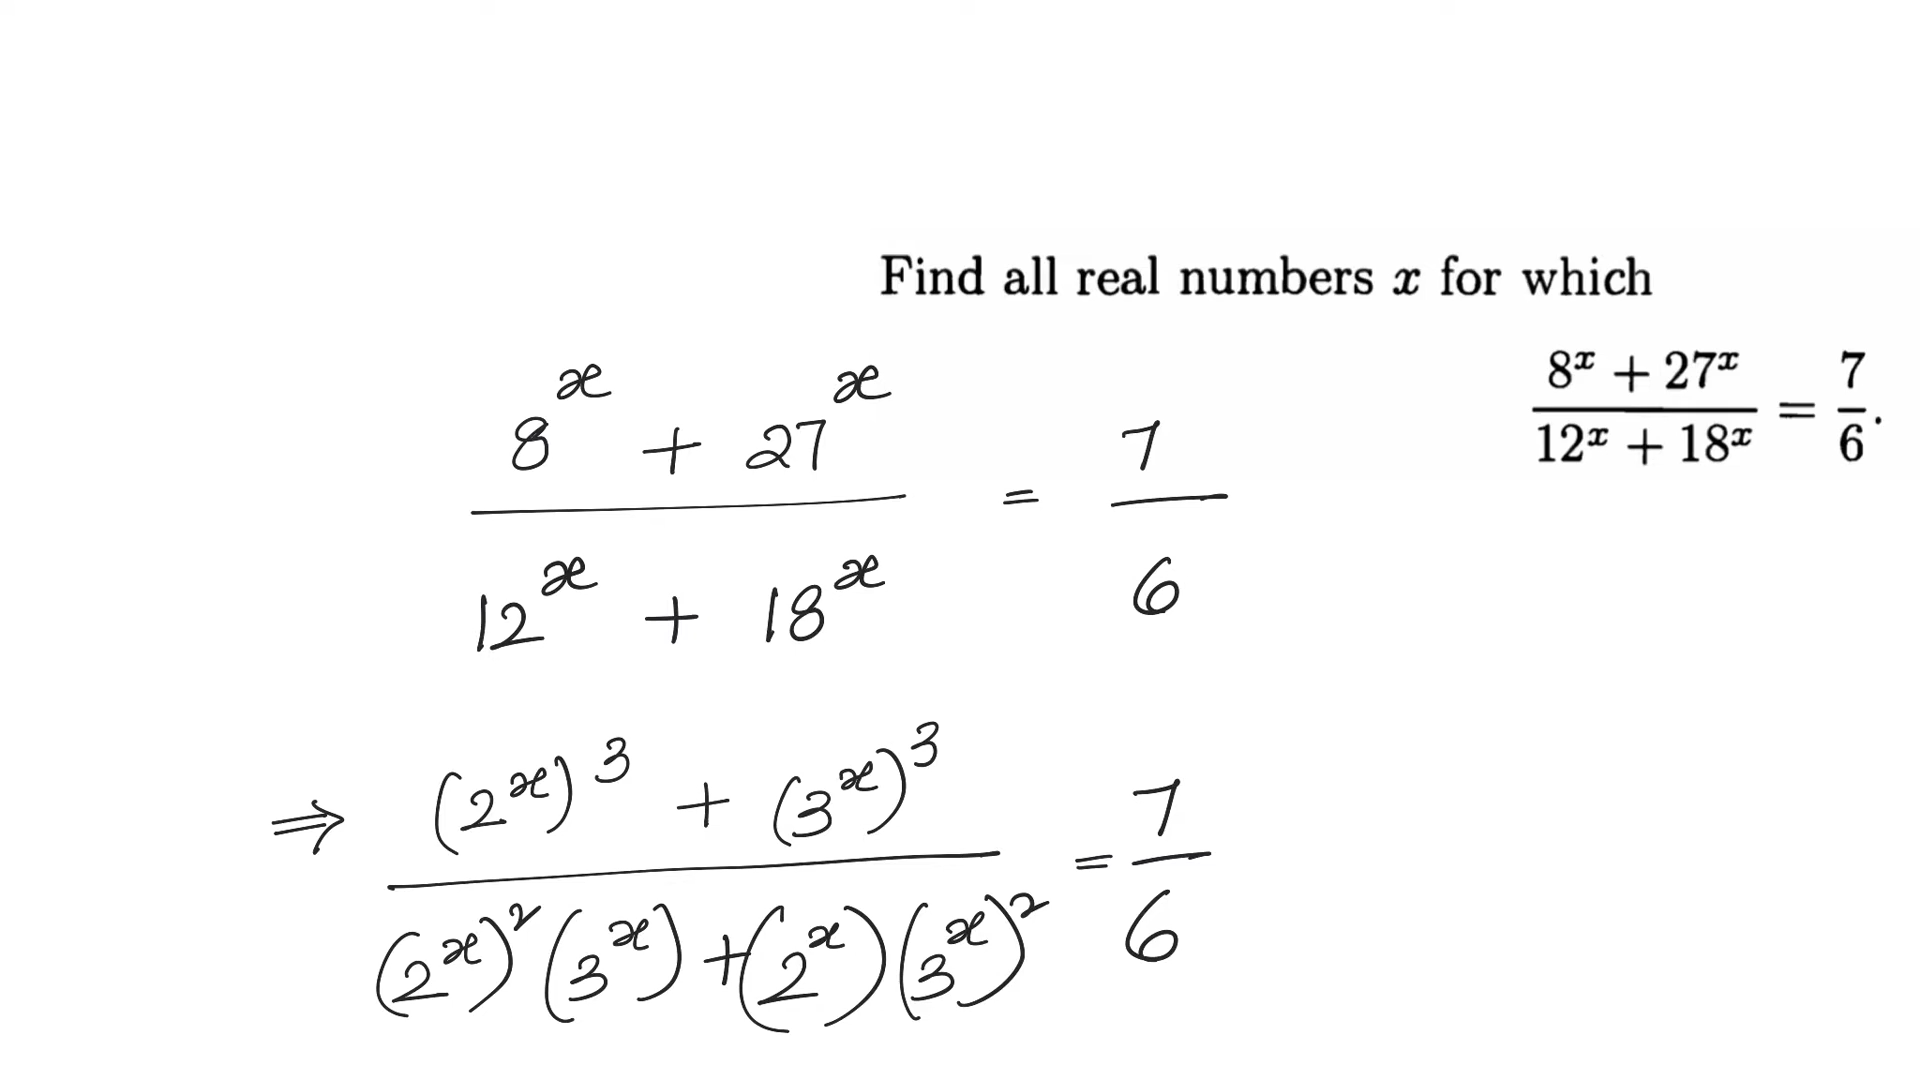 Find all real numbers x for which
8^x + 27^x / 12^x + 18^x = 7/6.
8^x + 27^x / 12^x + 18^x = 7/6
⇒ (2^x)^3 + (3^x)^3 / (2^x)^2 (3^x) + (2^x)(3^x)^2 = 7/6